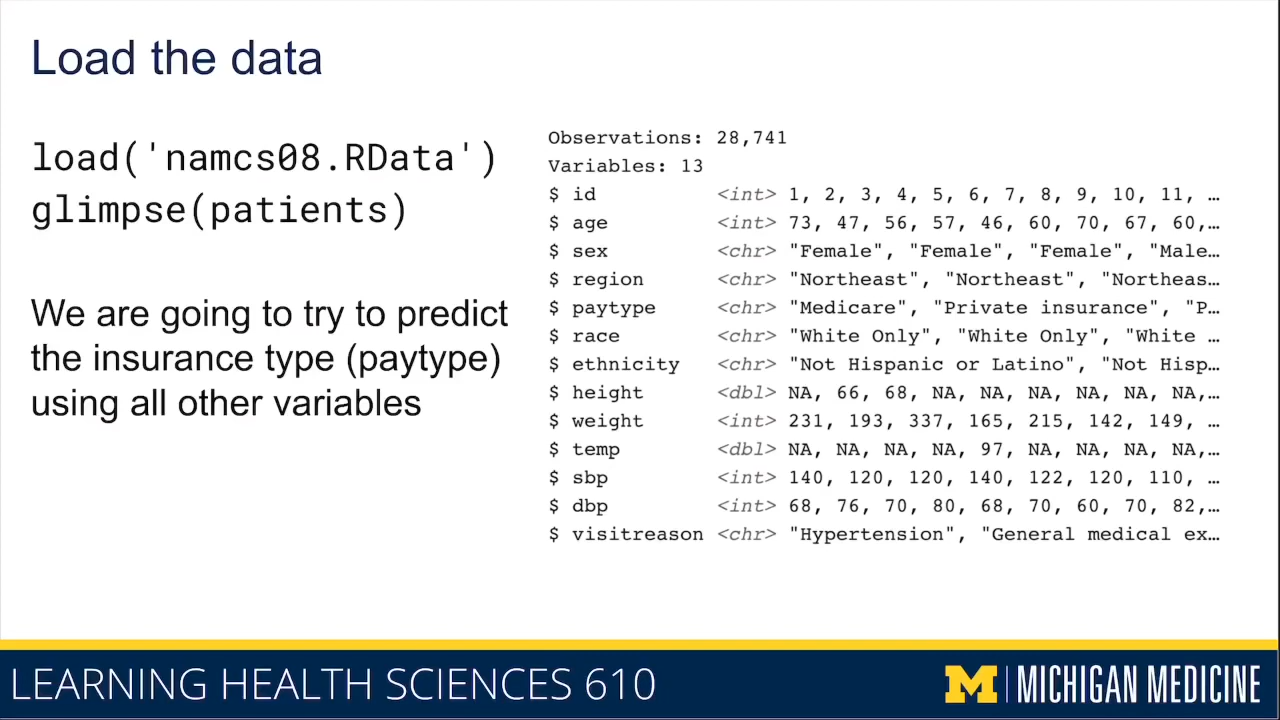 Load the data
load('namcs08.RData')
glimpse(patients)
We are going to try to predict
the insurance type (paytype)
using all other variables
Observations: 28,741
Variables: 13
$ id <int> 1, 2, 3, 4, 5, 6, 7, 8, 9, 10, 11, …
$ age <int> 73, 47, 56, 57, 46, 60, 70, 67, 60,…
$ sex <chr> "Female", "Female", "Female", "Male…
$ region <chr> "Northeast", "Northeast", "Northeas…
$ paytype <chr> "Medicare", "Private insurance", "P…
$ race <chr> "White Only", "White Only", "White …
$ ethnicity <chr> "Not Hispanic or Latino", "Not Hisp…
$ height <dbl> NA, 66, 68, NA, NA, NA, NA, NA, NA,…
$ weight <int> 231, 193, 337, 165, 215, 142, 149, …
$ temp <dbl> NA, NA, NA, NA, 97, NA, NA, NA, NA,…
$ sbp <int> 140, 120, 120, 140, 122, 120, 110, …
$ dbp <int> 68, 76, 70, 80, 68, 70, 60, 70, 82,…
$ visitreason <chr> "Hypertension", "General medical ex…
LEARNING HEALTH SCIENCES 610
M | MICHIGAN MEDICINE